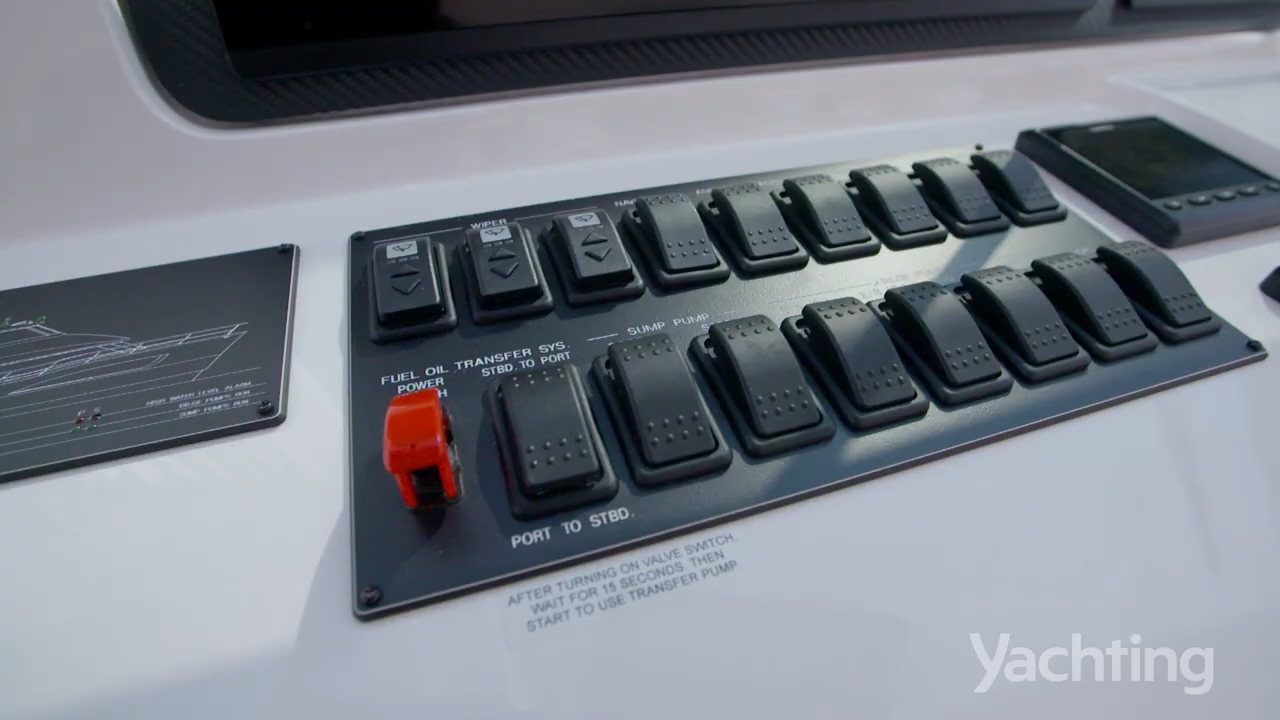 WIPER
SUMP PUMP
FUEL OIL TRANSFER SYS.
POWER
STBD. TO PORT
HIGH WATER LEVEL ALARM
BILGE PUMPS RUN
SUMP PUMPS RUN
PORT TO STBD.
AFTER TURNING ON VALVE SWITCH.
WAIT FOR 15 SECONDS THEN
START TO USE TRANSFER PUMP
Yachting